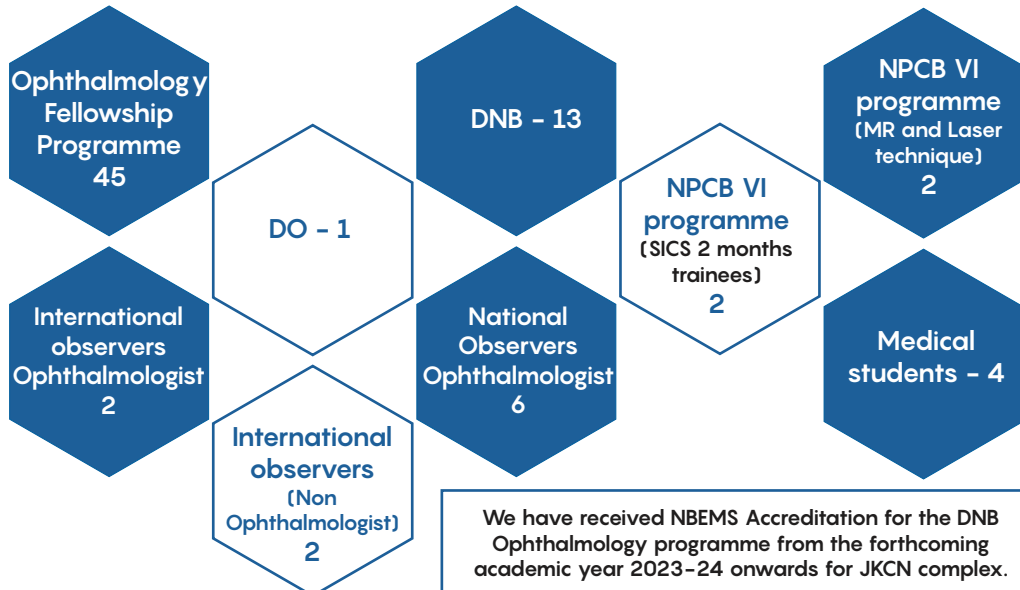 Ophthalmology
Fellowship
Programme
45
DO - 1
DNB - 13
NPCB VI
programme
(SICS 2 months
trainees)
2
NPCB VI
programme
(MR and Laser
technique)
2
International
observers
Ophthalmologist
2
International
observers
(Non
Ophthalmologist)
2
National
Observers
Ophthalmologist
6
Medical
students - 4
We have received NBEMS Accreditation for the DNB
Ophthalmology programme from the forthcoming
academic year 2023-24 onwards for JKCN complex.